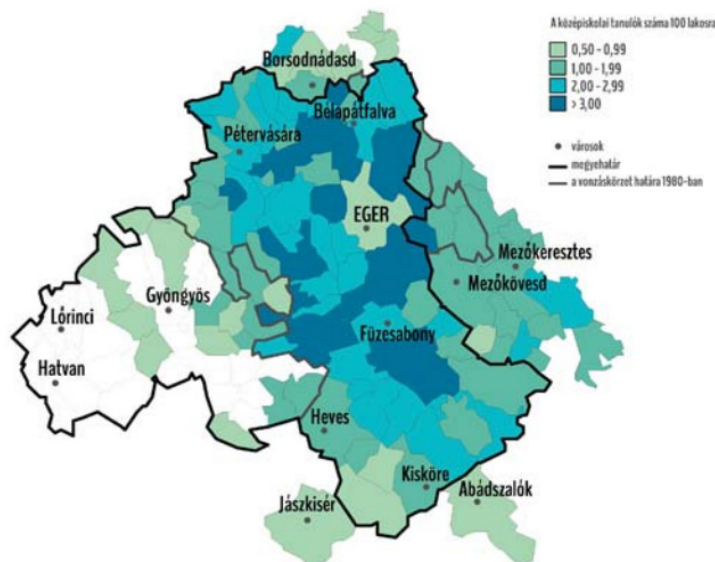 A középiskolai tanulók száma 100 lakosra
0,50 - 0,99
1,00 - 1,99
2,00 - 2,99
> 3,00
városok
megyehatár
a vonzáskörzet határa 1980-ban
Borsodnádasd
Bélapátfalva
Pétervására
EGER
Mezőkeresztes
Mezőkövesd
Gyöngyös
Lőrinci
Füzesabony
Hatvan
Heves
Kisköre
Abádszalók
Jászkisér